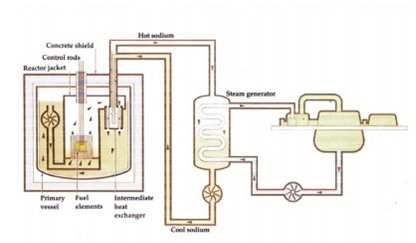 Hot sodium
Concrete shield
Control rods
Reactor jacket
Steam generator
Primary
vessel
Fuel
elements
Intermediate
heat
exchanger
Cool sodium